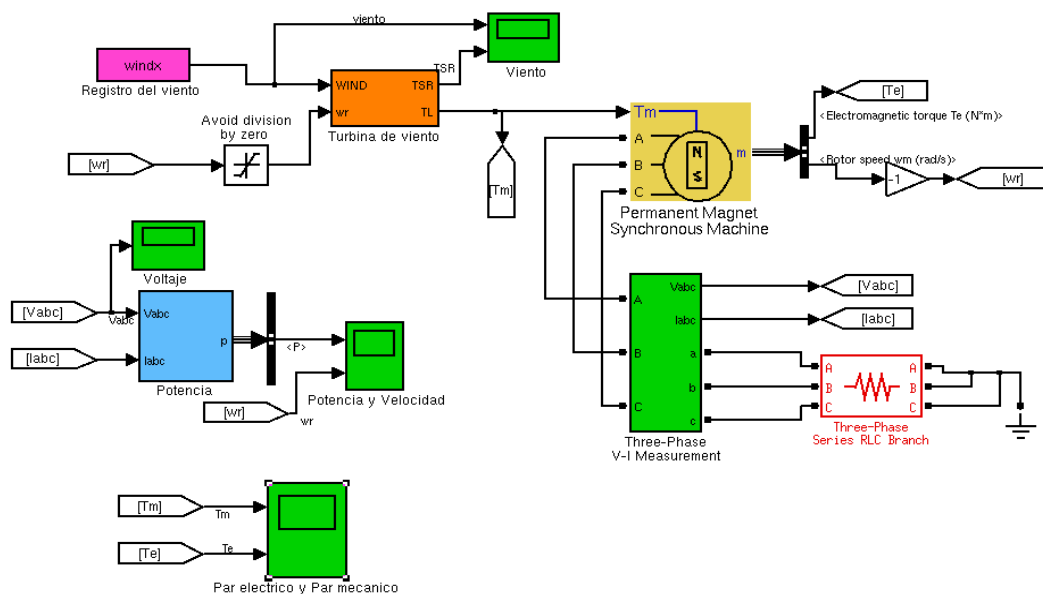 viento
windx
Registro del viento
WIND
TSR
wr
TL
Turbina de viento
TSR
Viento
Avoid division
by zero
[wr]
[Tm]
Tm
A
B
C
N
S
m
Permanent Magnet
Synchronous Machine
[Te]
<Electromagnetic torque Te (N*m)>
<Rotor speed wm (rad/s)>
-1
[wr]
Voltaje
[Vabc]
Vabc
Vabc
[Iabc]
Iabc
p
Potencia
<P>
[wr]
wr
Potencia y Velocidad
Vabc
[Vabc]
A
Iabc
[Iabc]
B
a
b
C
c
Three-Phase
V-I Measurement
A
A
B
B
C
C
Three-Phase
Series RLC Branch
[Tm]
Tm
[Te]
Te
Par electrico y Par mecanico